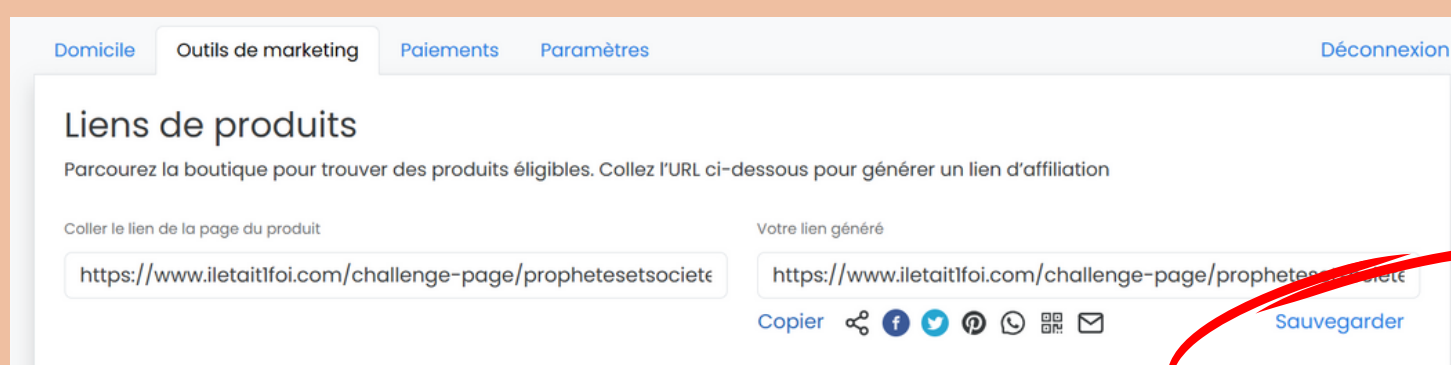 Domicile Outils de marketing Paiements Paramètres Déconnexion
Liens de produits
Parcourez la boutique pour trouver des produits éligibles. Collez l'URL ci-dessous pour générer un lien d'affiliation
Coller le lien de la page du produit Votre lien généré
https://www.iletait1foi.com/challenge-page/prophetesetsociete https://www.iletait1foi.com/challenge-page/prophetesetsociete
Copier Sauvegarder